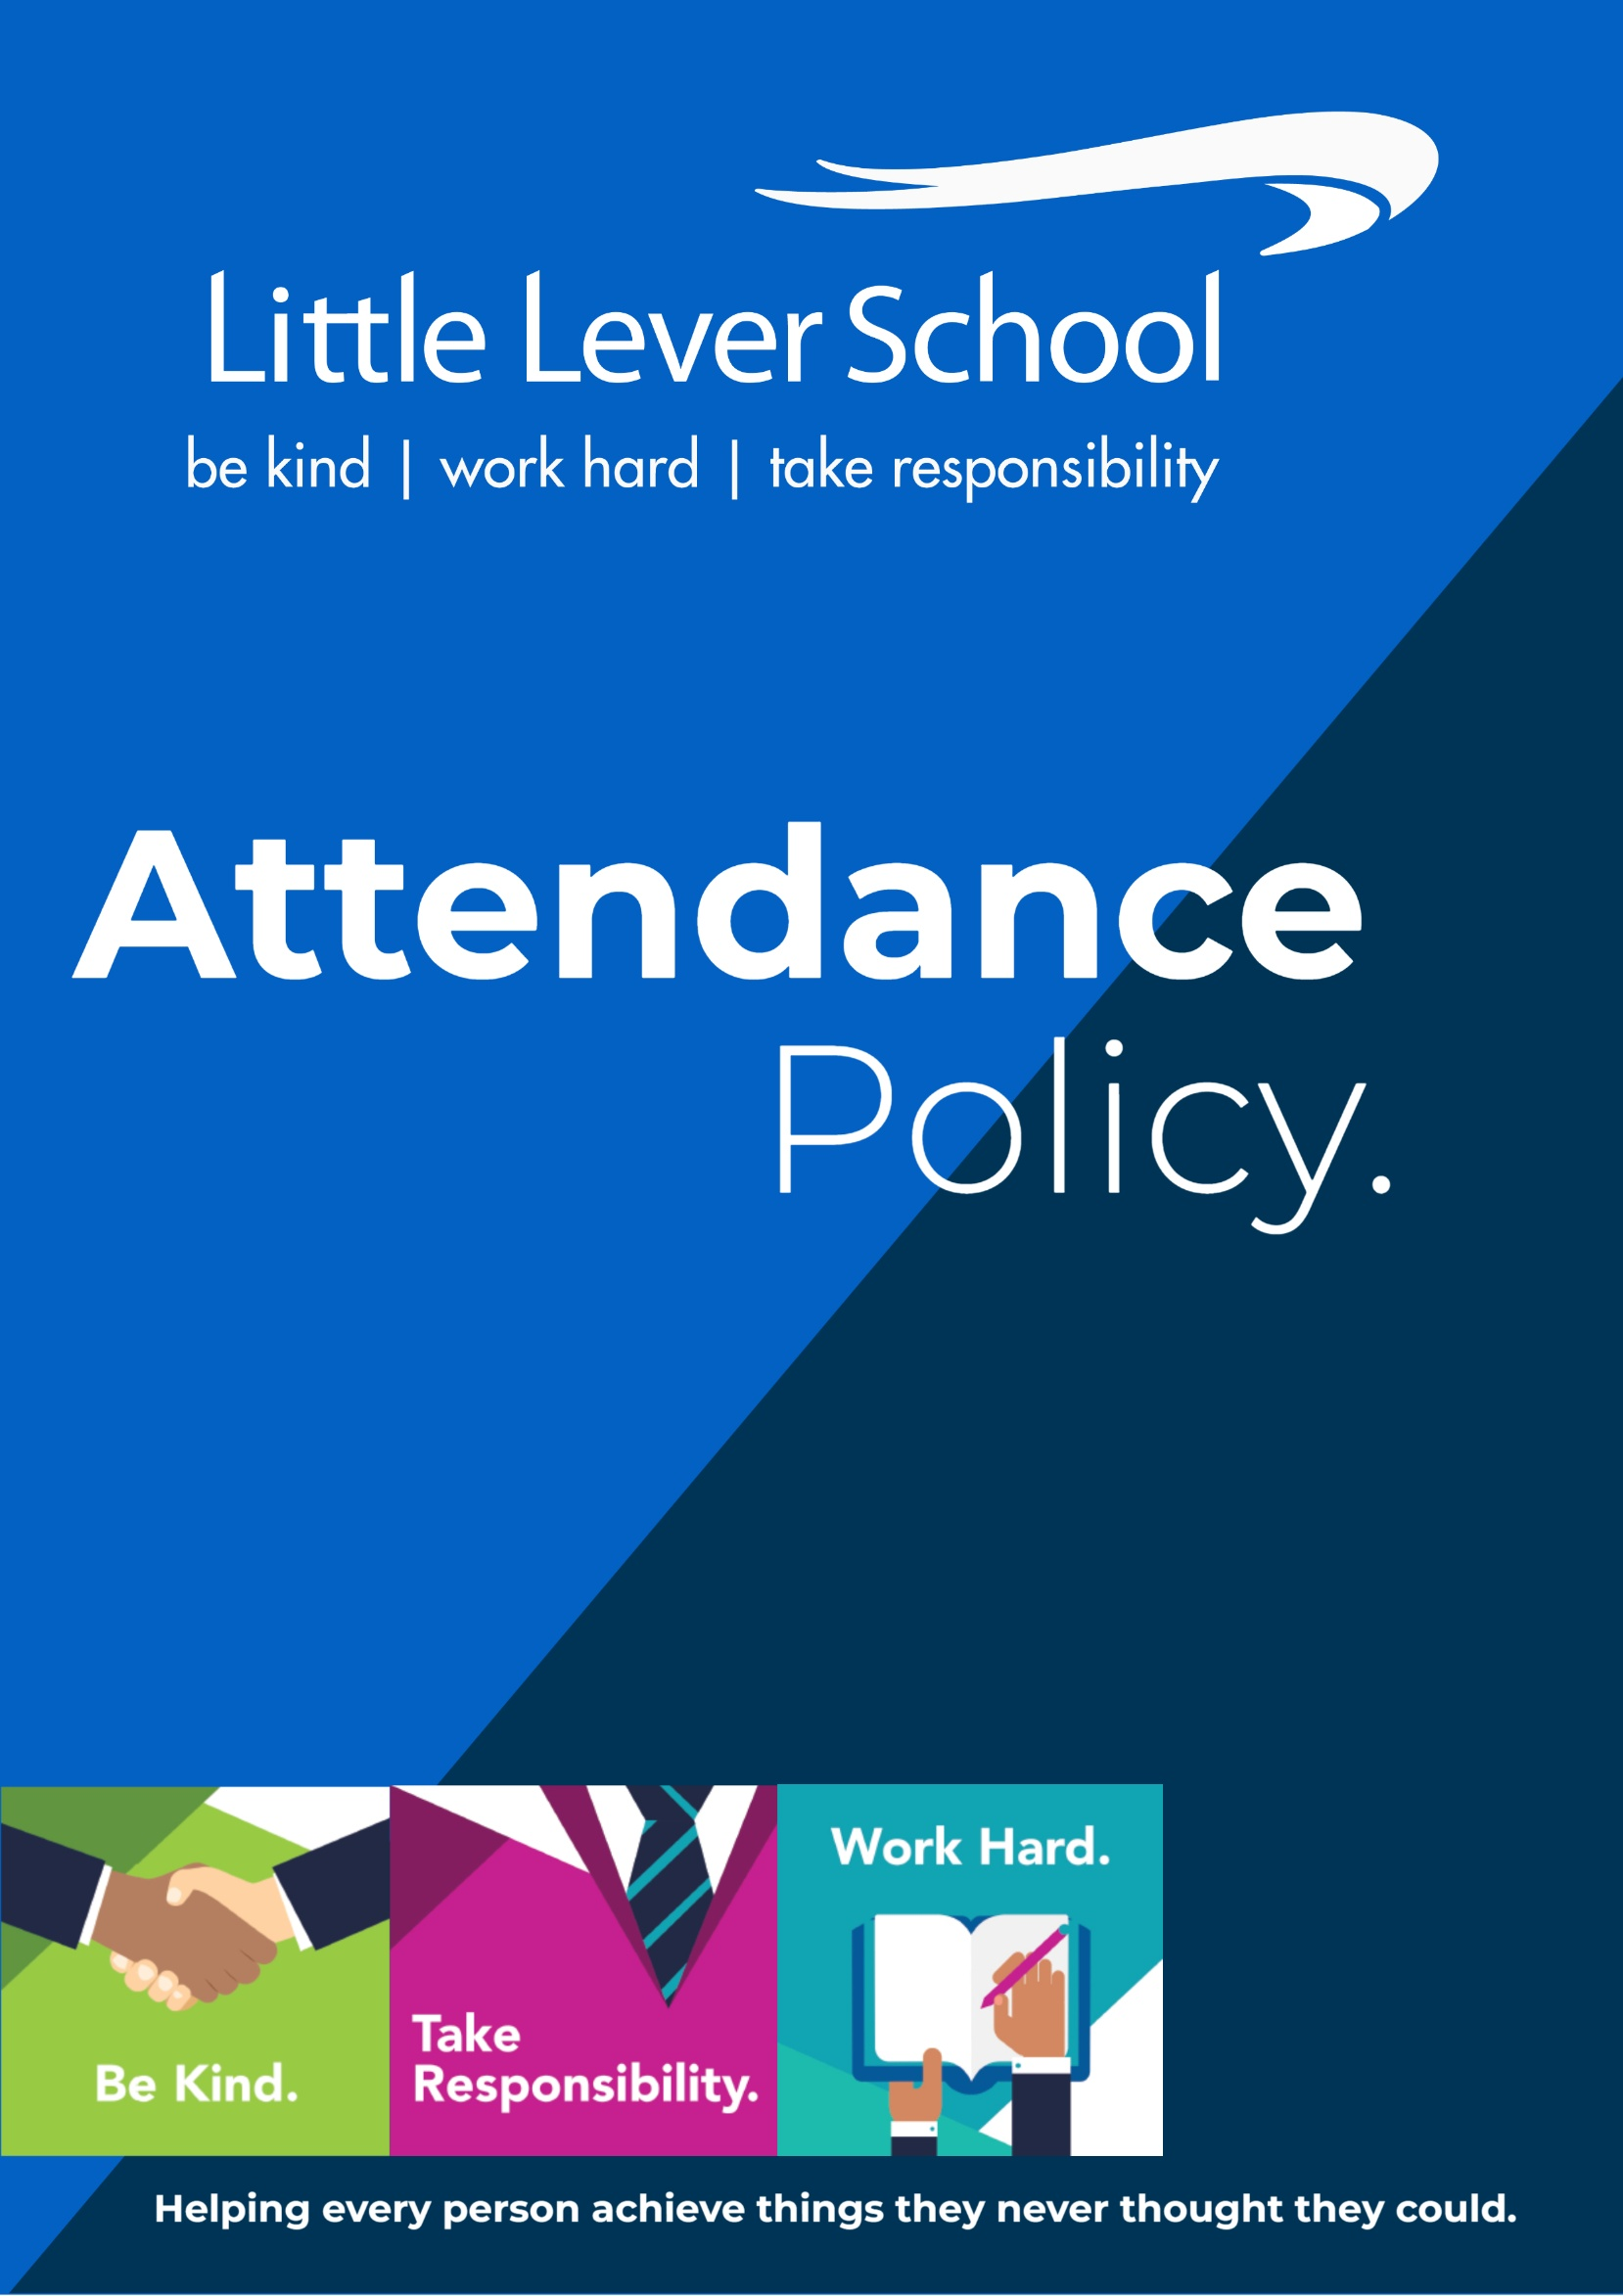 Little Lever School
be kind | work hard | take responsibility
Attendance
Policy.
Be Kind.
Take
Responsibility.
Work Hard.
Helping every person achieve things they never thought they could.